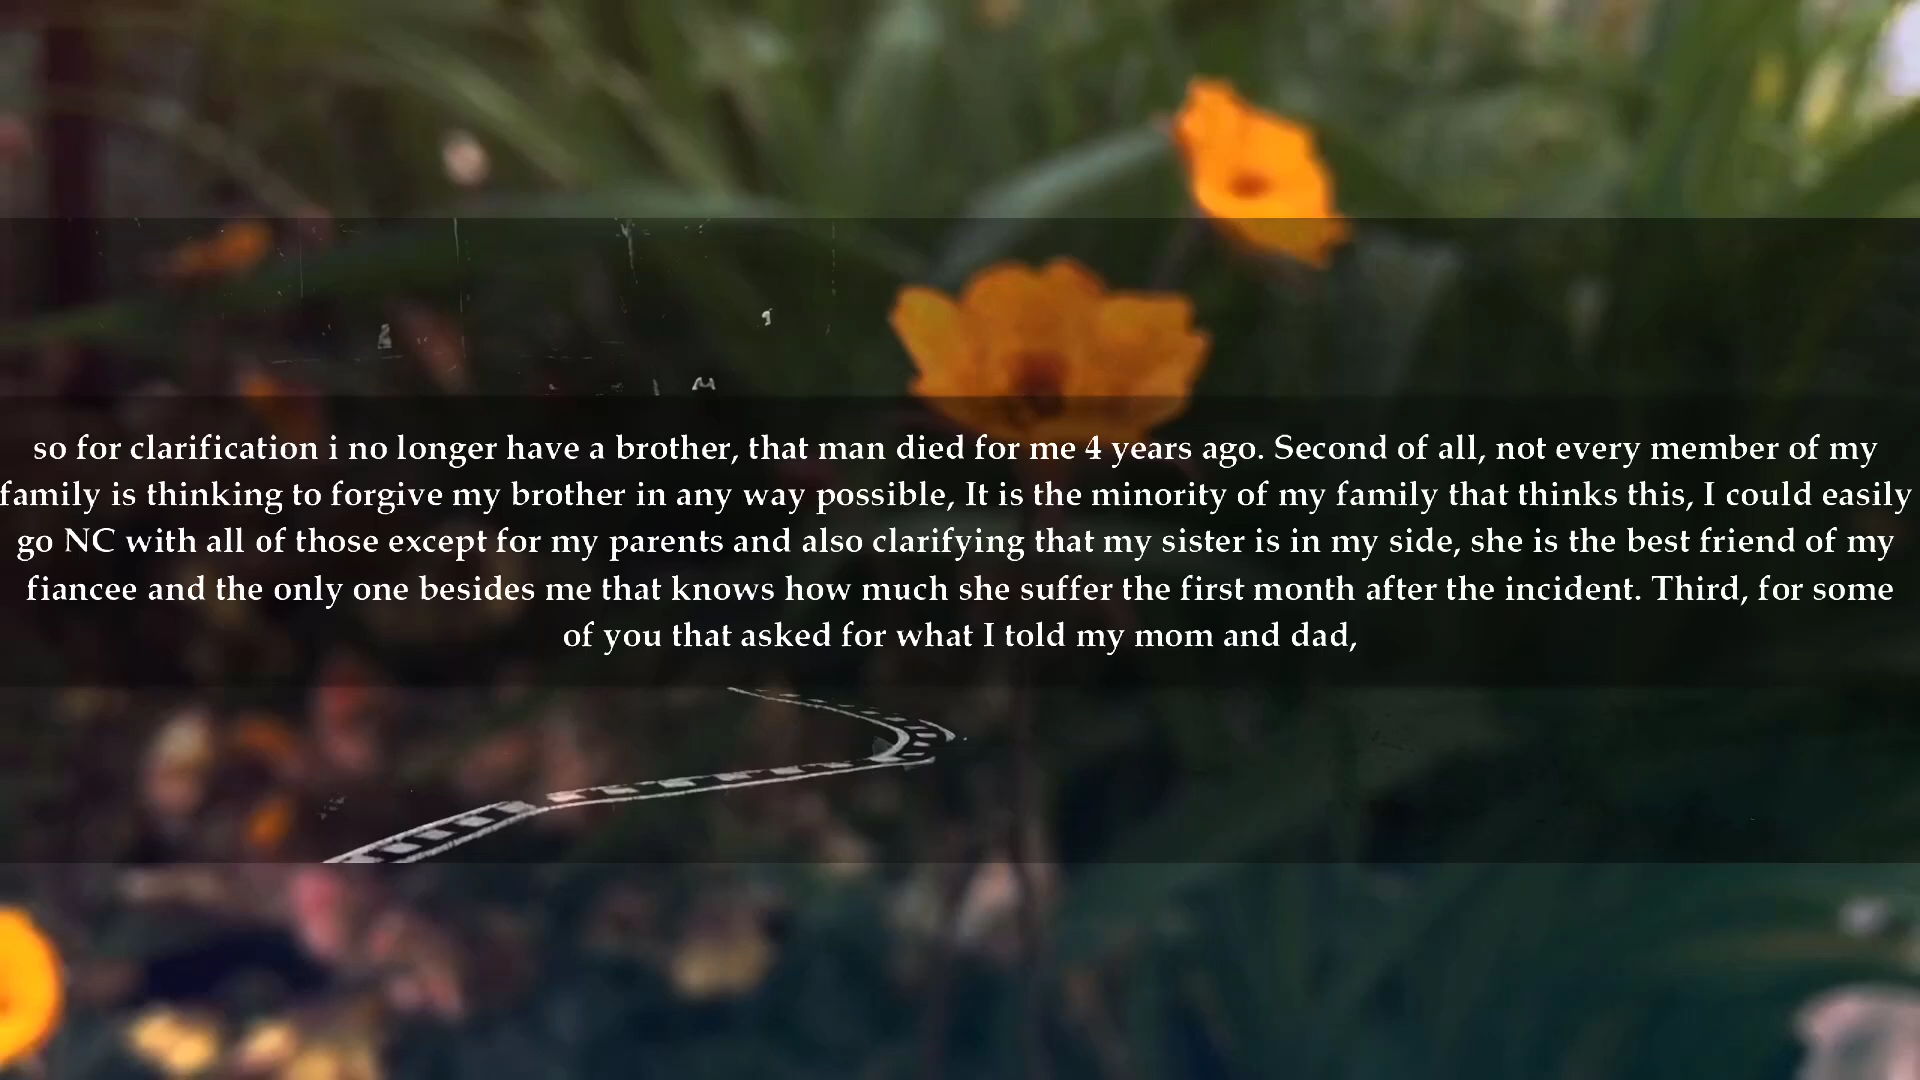 so for clarification i no longer have a brother, that man died for me 4 years ago. Second of all, not every member of my
family is thinking to forgive my brother in any way possible, It is the minority of my family that thinks this, I could easily
go NC with all of those except for my parents and also clarifying that my sister is in my side, she is the best friend of my
fiancee and the only one besides me that knows how much she suffer the first month after the incident. Third, for some
of you that asked for what I told my mom and dad,